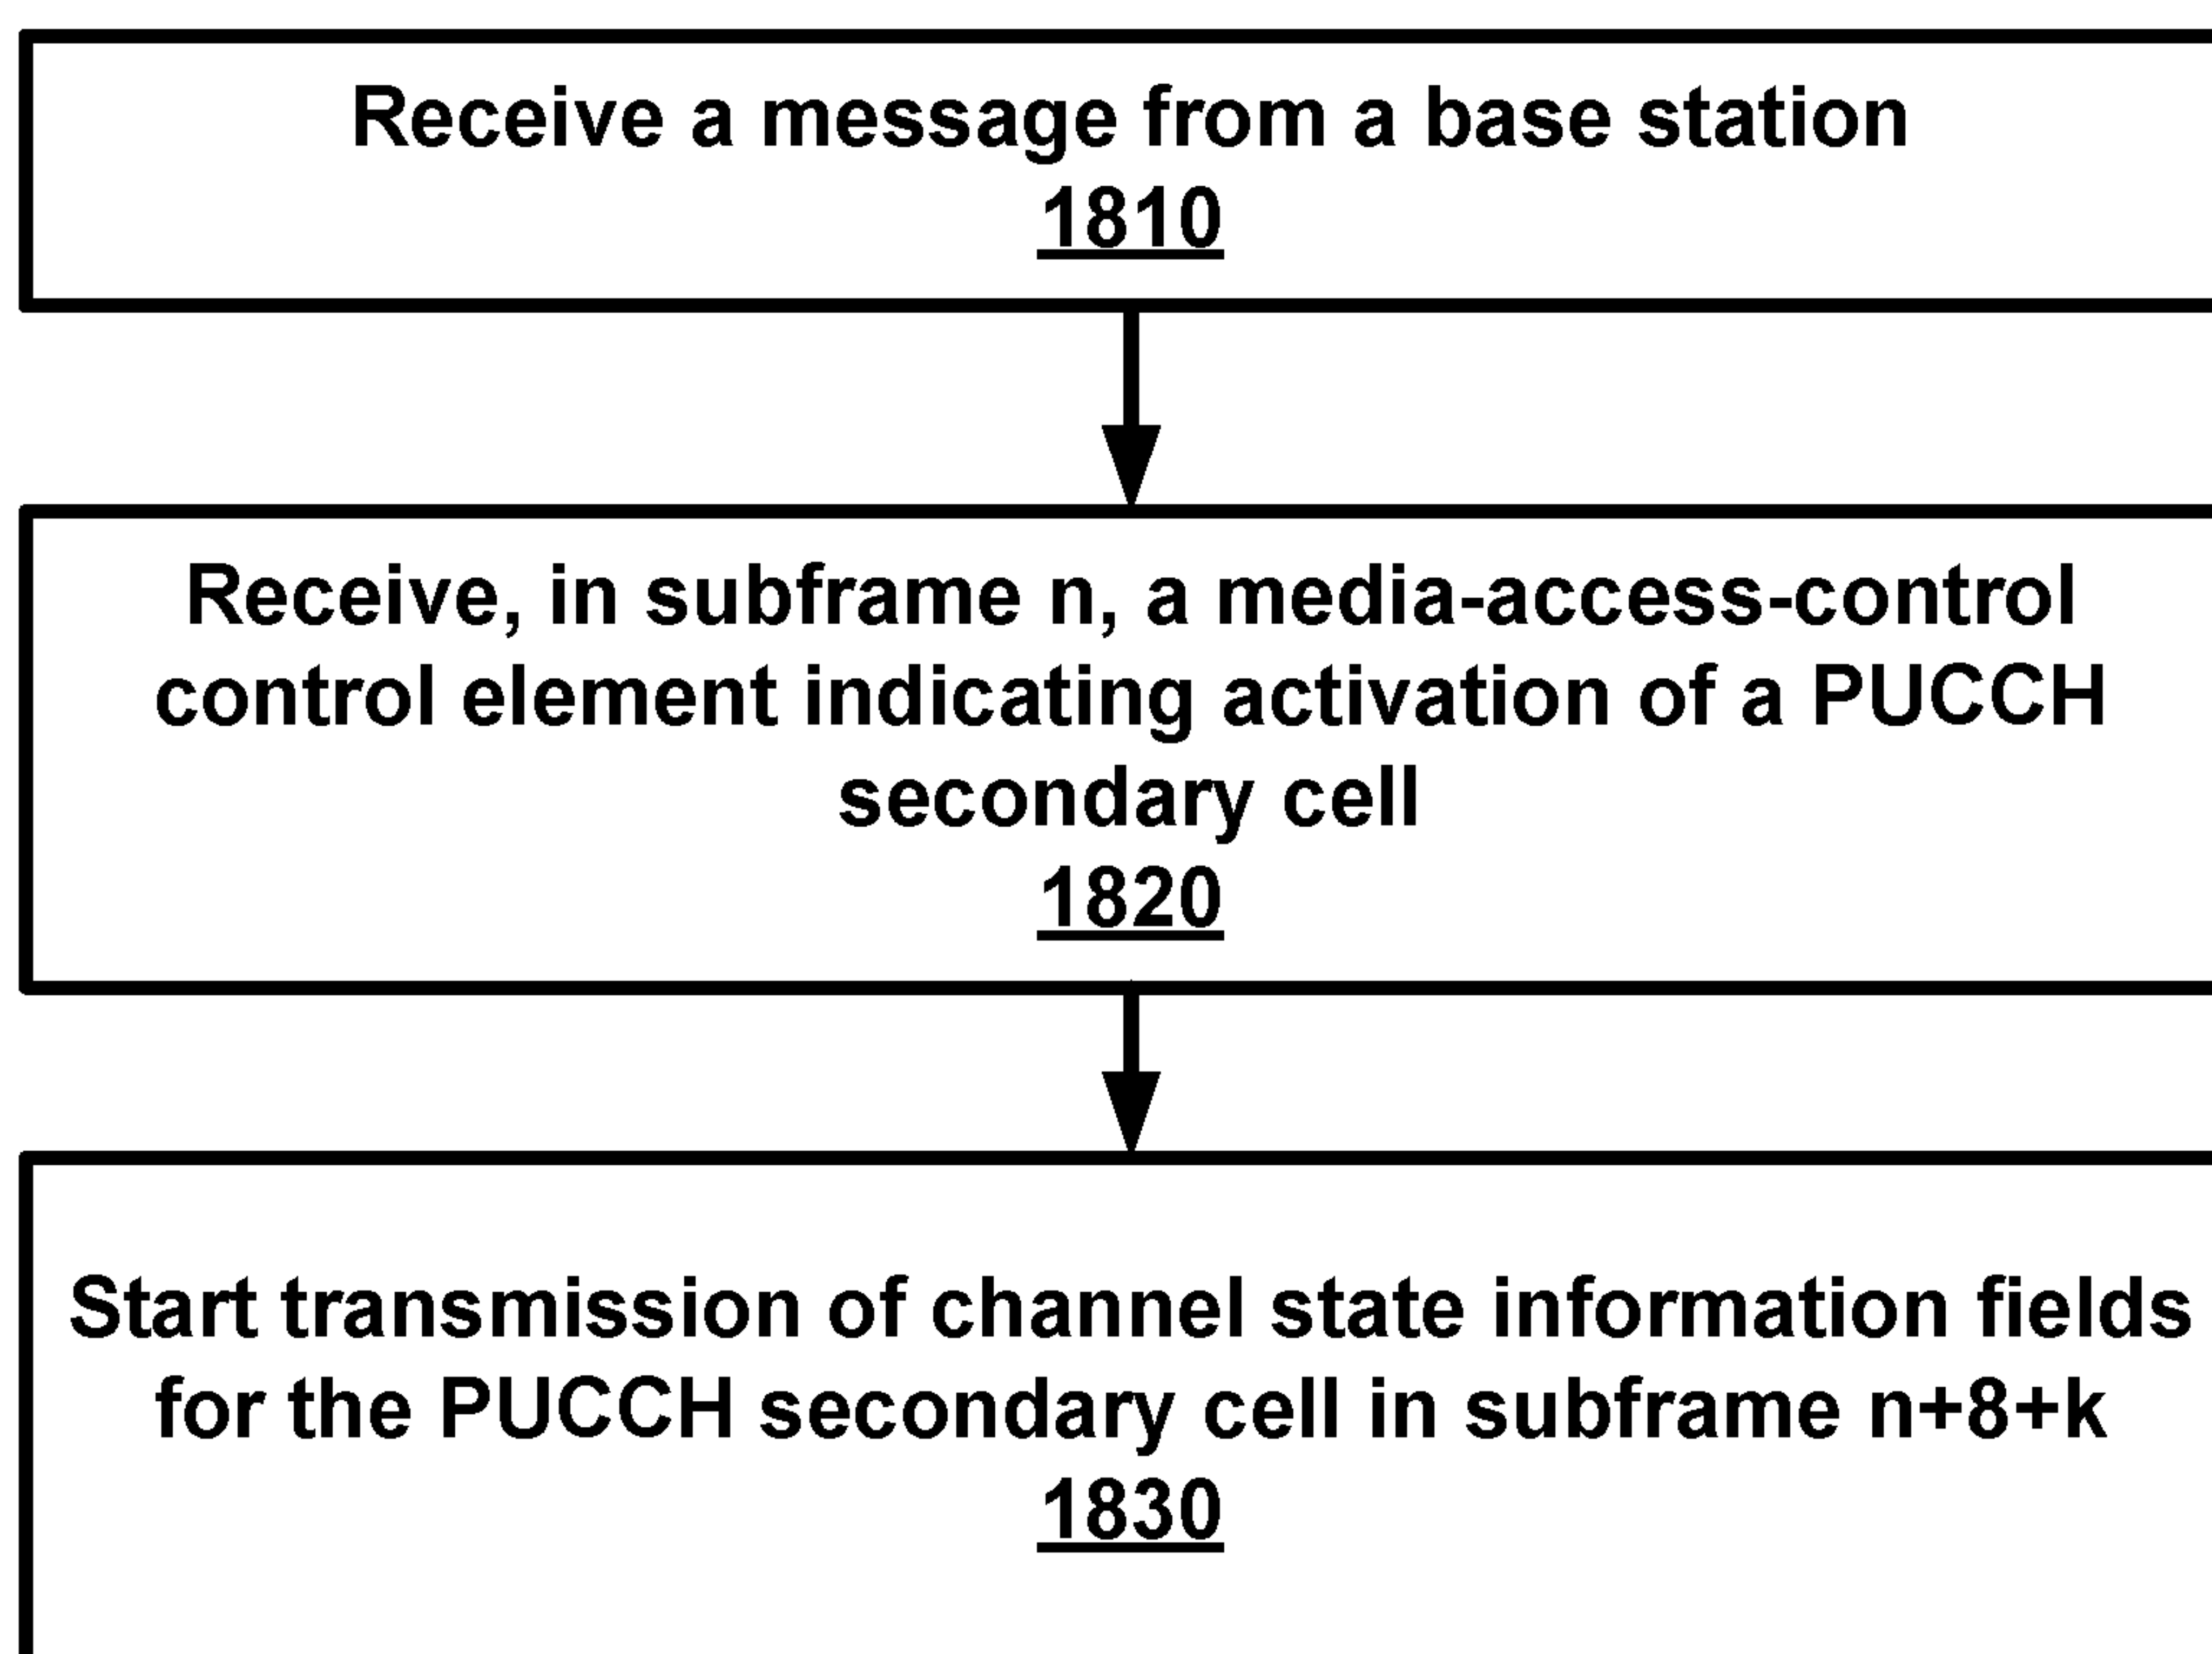 Receive a message from a base station
1810
Receive, in subframe n, a media-access-control
control element indicating activation of a PUCCH
secondary cell
1820
Start transmission of channel state information fields
for the PUCCH secondary cell in subframe n+8+k
1830